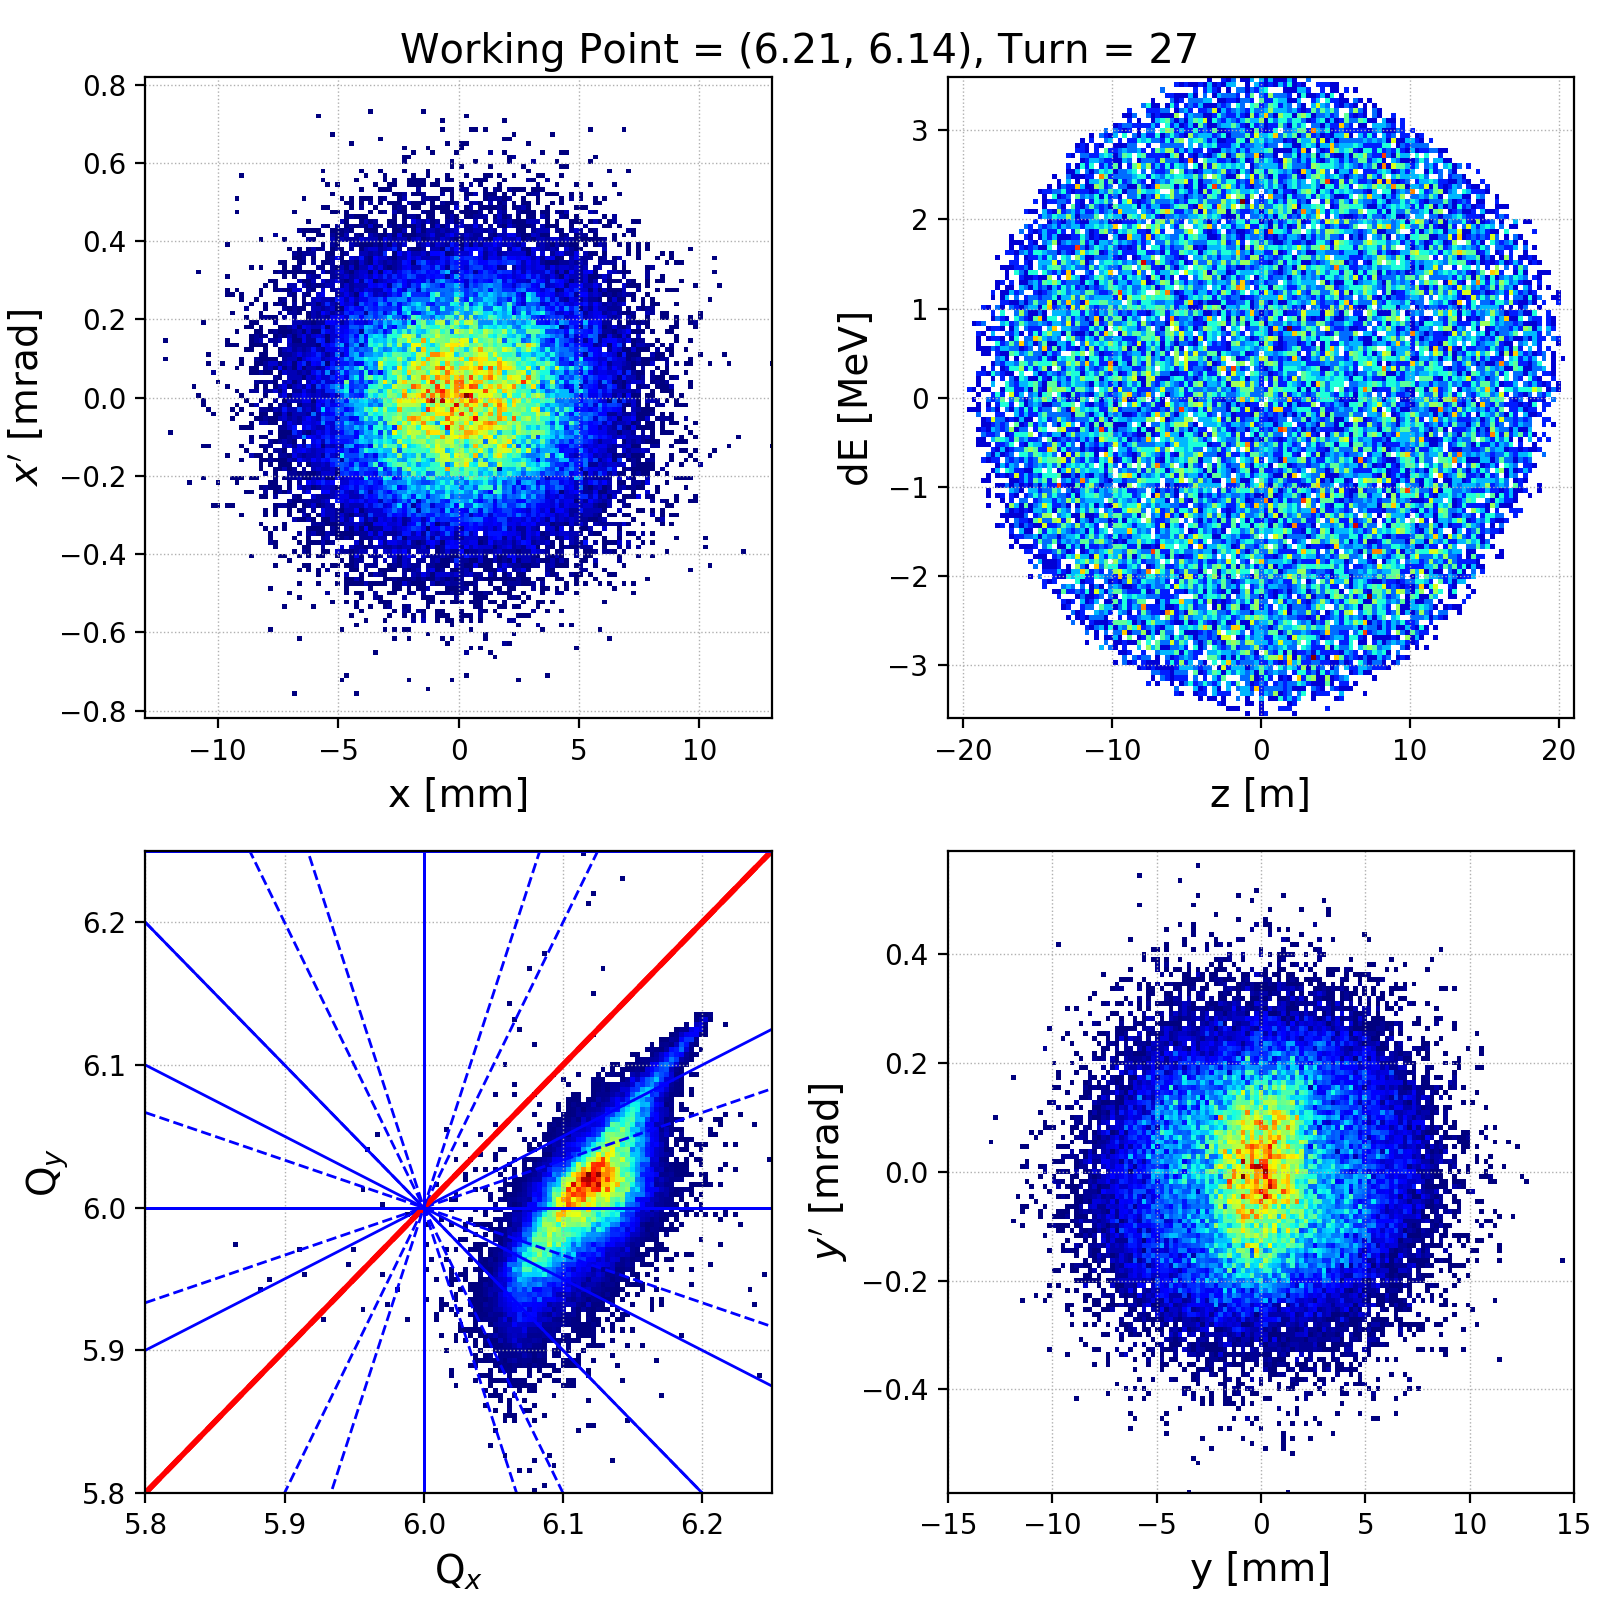 Working Point = (6.21, 6.14), Turn = 27
0.8
0.6
0.4
0.2
0.0
−0.2
−0.4
−0.6
−0.8
x′ [mrad]
−10 −5 0 5 10
x [mm]
3
2
1
0
−1
−2
−3
dE [MeV]
−20 −10 0 10 20
z [m]
6.2
6.1
6.0
5.9
5.8
Qy
5.8 5.9 6.0 6.1 6.2
Qx
0.4
0.2
0.0
−0.2
−0.4
y′ [mrad]
−15 −10 −5 0 5 10 15
y [mm]